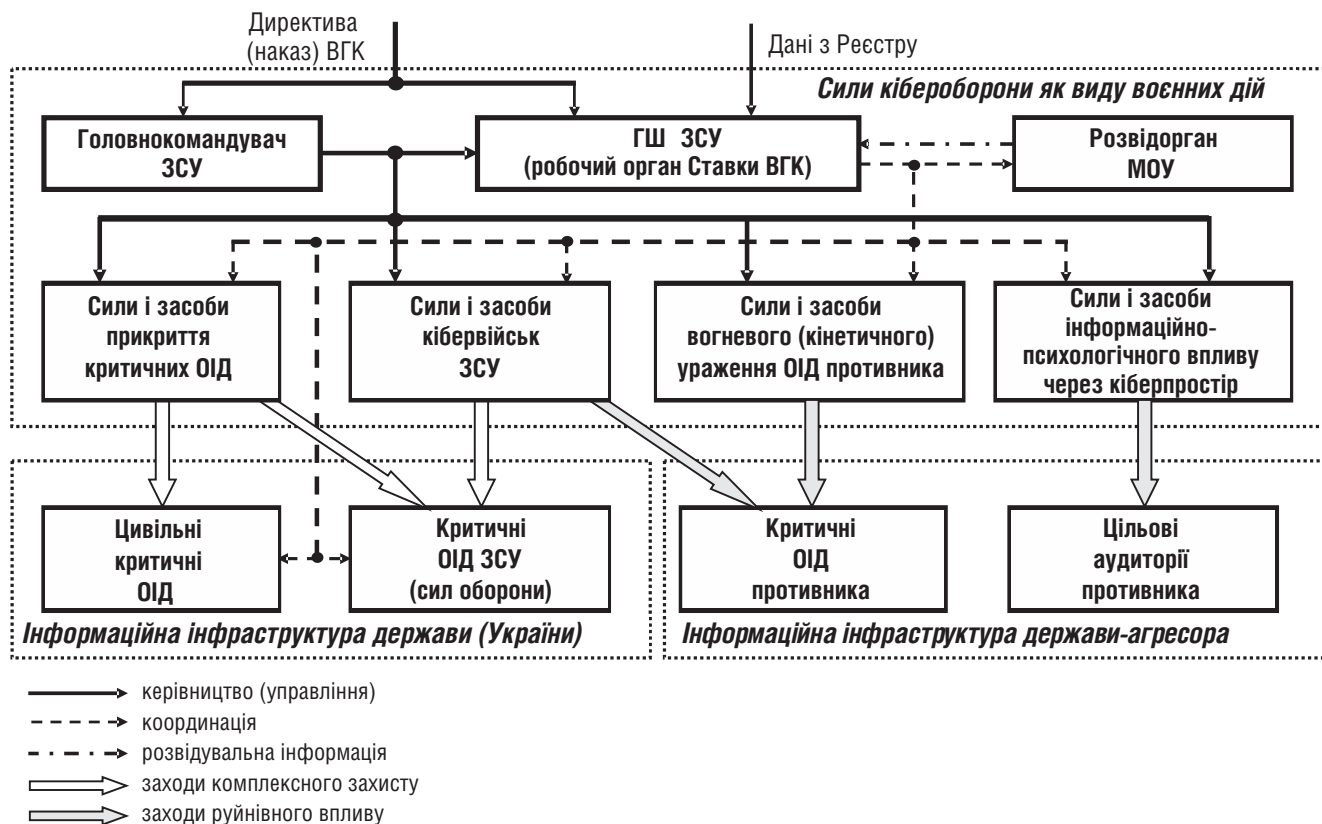 Директива
(наказ) ВГК
Дані з Реєстру
Сили кібероборони як виду воєнних дій
Головнокомандувач
ЗСУ
ГШ ЗСУ
(робочий орган Ставки ВГК)
Розвідорган
МОУ
Сили і засоби
прикриття
критичних ОІД
Сили і засоби
кібервійськ
ЗСУ
Сили і засоби
вогневого (кінетичного)
ураження ОІД противника
Сили і засоби
інформаційно-
психологічного впливу
через кіберпростір
Цивільні
критичні
ОІД
Критичні
ОІД ЗСУ
(сил оборони)
Критичні
ОІД
противника
Цільові
аудиторії
противника
Інформаційна інфраструктура держави (України)
Інформаційна інфраструктура держави-агресора
керівництво (управління)
координація
розвідувальна інформація
заходи комплексного захисту
заходи руйнівного впливу